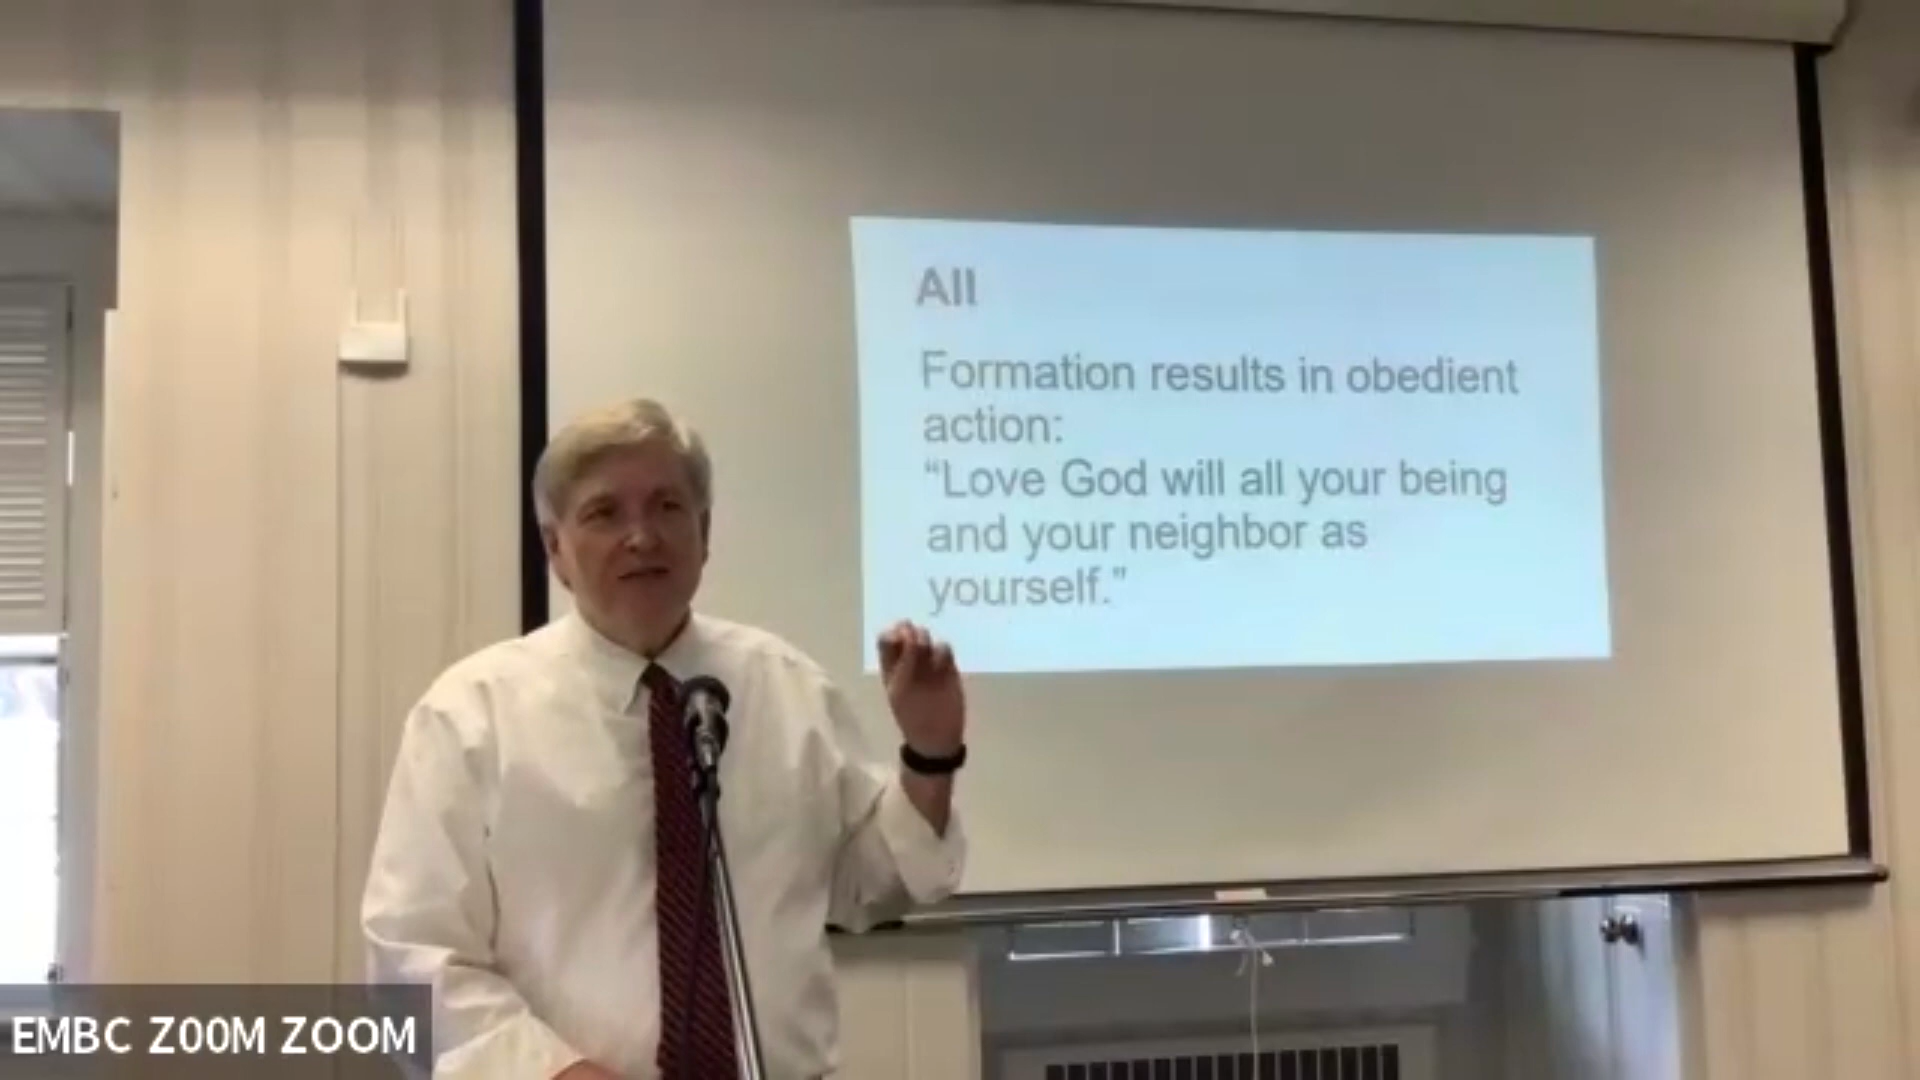 All
Formation results in obedient
action:
“Love God will all your being
and your neighbor as
yourself.”
EMBC Z00M ZOOM